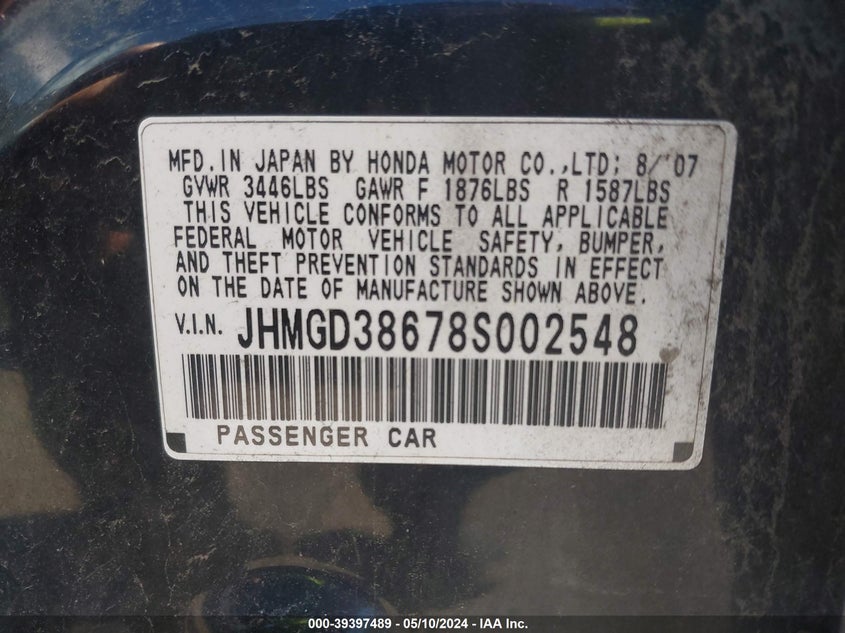 MFD. IN JAPAN BY HONDA MOTOR CO.,LTD; 8/'07
GVWR 3446LBS GAWR F 1876LBS R 1587LBS
THIS VEHICLE CONFORMS TO ALL APPLICABLE
FEDERAL MOTOR VEHICLE SAFETY, BUMPER,
AND THEFT PREVENTION STANDARDS IN EFFECT
ON THE DATE OF MANUFACTURE SHOWN ABOVE.
V.I.N. JHMGD38678S002548
PASSENGER CAR
000-39397489 - 05/10/2024 - IAA Inc.